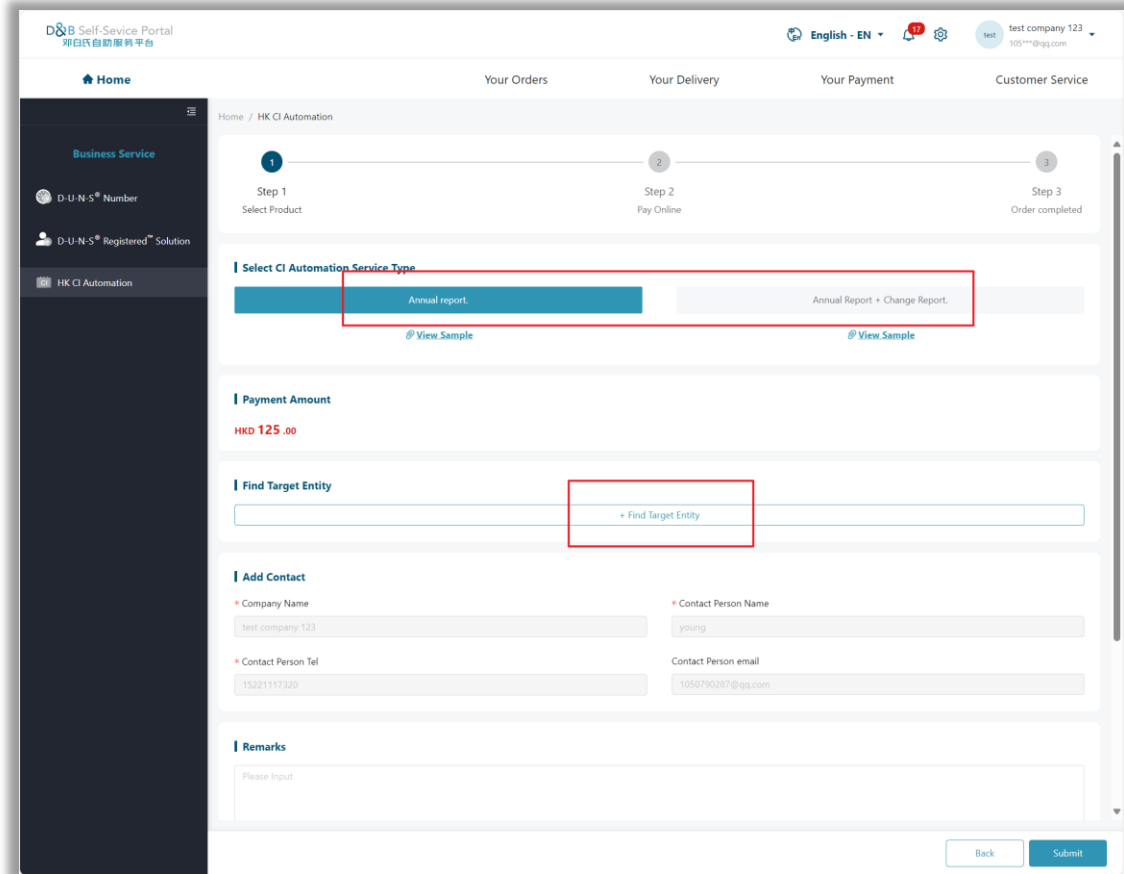 D&B Self-Sevice Portal
邓白氏自助服务平台
English - EN
17
test
test company 123
105***@qq.com
Home
Your Orders
Your Delivery
Your Payment
Customer Service
Home / HK CI Automation
Business Service
D-U-N-S® Number
D-U-N-S® Registered™ Solution
CI HK CI Automation
1
2
3
Step 1
Step 2
Step 3
Select Product
Pay Online
Order completed
Select CI Automation Service Type
Annual report.
Annual Report + Change Report.
View Sample
View Sample
Payment Amount
HKD 125 .00
Find Target Entity
+ Find Target Entity
Add Contact
* Company Name
* Contact Person Name
test company 123
young
* Contact Person Tel
Contact Person email
15221117320
1050790287@qq.com
Remarks
Please Input
Back
Submit